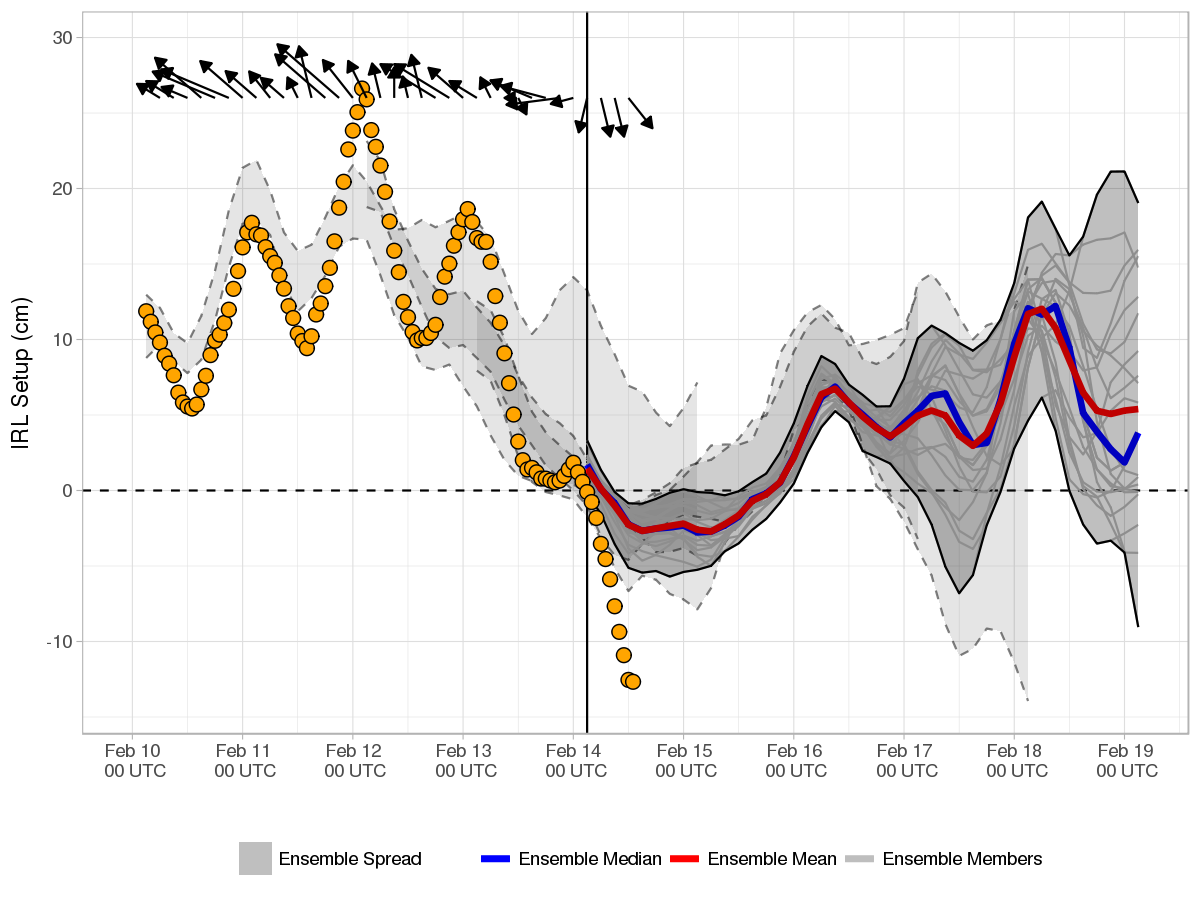 IRL Setup (cm)
30
20
10
0
-10
Feb 10 Feb 11 Feb 12 Feb 13 Feb 14 Feb 15 Feb 16 Feb 17 Feb 18 Feb 19
00 UTC 00 UTC 00 UTC 00 UTC 00 UTC 00 UTC 00 UTC 00 UTC 00 UTC 00 UTC
Ensemble Spread Ensemble Median Ensemble Mean Ensemble Members